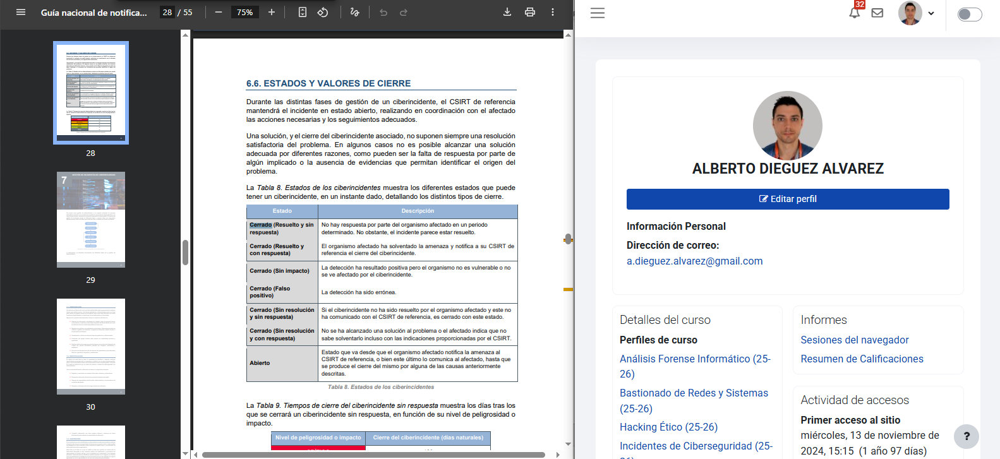 Guía nacional de notifica...
28 / 55
75%
28
29
30
6.6. ESTADOS Y VALORES DE CIERRE
Durante las distintas fases de gestión de un ciberincidente, el CSIRT de referencia
mantendrá el incidente en estado abierto, realizando en coordinación con el afectado
las acciones necesarias y los seguimientos adecuados.
Una solución, y el cierre del ciberincidente asociado, no suponen siempre una resolución
satisfactoria del problema. En algunos casos no es posible alcanzar una solución
adecuada por diferentes razones, como pueden ser la falta de respuesta por parte de
algún implicado o la ausencia de evidencias que permitan identificar el origen del
problema.
La Tabla 8. Estados de los ciberincidentes muestra los diferentes estados que puede
tener un ciberincidente, en un instante dado, detallando los distintos tipos de cierre.
Estado Descripción
Cerrado (Resuelto y sin
respuesta)
No hay respuesta por parte del organismo afectado en un periodo
determinado. No obstante, el incidente parece estar resuelto.
Cerrado (Resuelto y
con respuesta)
El organismo afectado ha solventado la amenaza y notifica a su CSIRT de
referencia el cierre del ciberincidente.
Cerrado (Sin impacto)
La detección ha resultado positiva pero el organismo no es vulnerable o no
se ve afectado por el ciberincidente.
Cerrado (Falso
positivo)
La detección ha sido errónea.
Cerrado (Sin resolución
y sin respuesta)
Si el ciberincidente no ha sido resuelto por el organismo afectado y este no
ha comunicado con el CSIRT de referencia, es cerrado con este estado.
Cerrado (Sin resolución
y con respuesta)
No se ha alcanzado una solución al problema o el afectado indica que no
sabe solventarlo incluso con las indicaciones proporcionadas por el CSIRT.
Abierto
Estado que va desde que el organismo afectado notifica la amenaza al
CSIRT de referencia, o bien este último lo comunica al afectado, hasta que
se produce el cierre del mismo por alguna de las causas anteriormente
descritas.
Tabla 8. Estados de los ciberincidentes
La Tabla 9. Tiempos de cierre del ciberincidente sin respuesta muestra los días tras los
que se cerrará un ciberincidente sin respuesta, en función de su nivel de peligrosidad o
impacto.
Nivel de peligrosidad o impacto Cierre del ciberincidente (días naturales)
32
ALBERTO DIEGUEZ ALVAREZ
Editar perfil
Información Personal
Dirección de correo:
a.dieguez.alvarez@gmail.com
Detalles del curso
Perfiles de curso
Análisis Forense Informático (25-
26)
Bastionado de Redes y Sistemas
(25-26)
Hacking Ético (25-26)
Incidentes de Ciberseguridad (25-
Informes
Sesiones del navegador
Resumen de Calificaciones
Actividad de accesos
Primer acceso al sitio
miércoles, 13 de noviembre de
2024, 15:15 (1 año 97 días)
?